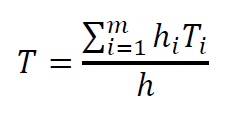 T = \frac{\sum_{i=1}^{m} h_i T_i}{h}